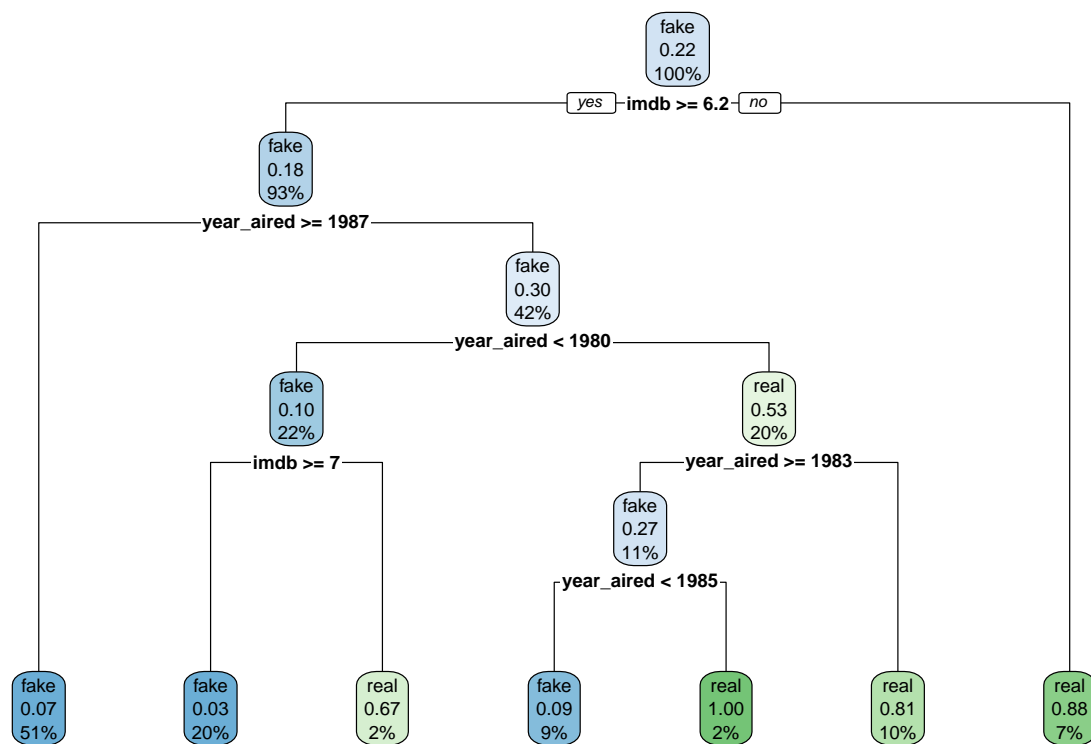 fake
0.22
100%
yes imdb >= 6.2 no
fake
0.18
93%
year_aired >= 1987
fake
0.30
42%
year_aired < 1980
fake
0.10
22%
real
0.53
20%
imdb >= 7
year_aired >= 1983
fake
0.27
11%
year_aired < 1985
fake
0.07
51%
fake
0.03
20%
real
0.67
2%
fake
0.09
9%
real
1.00
2%
real
0.81
10%
real
0.88
7%